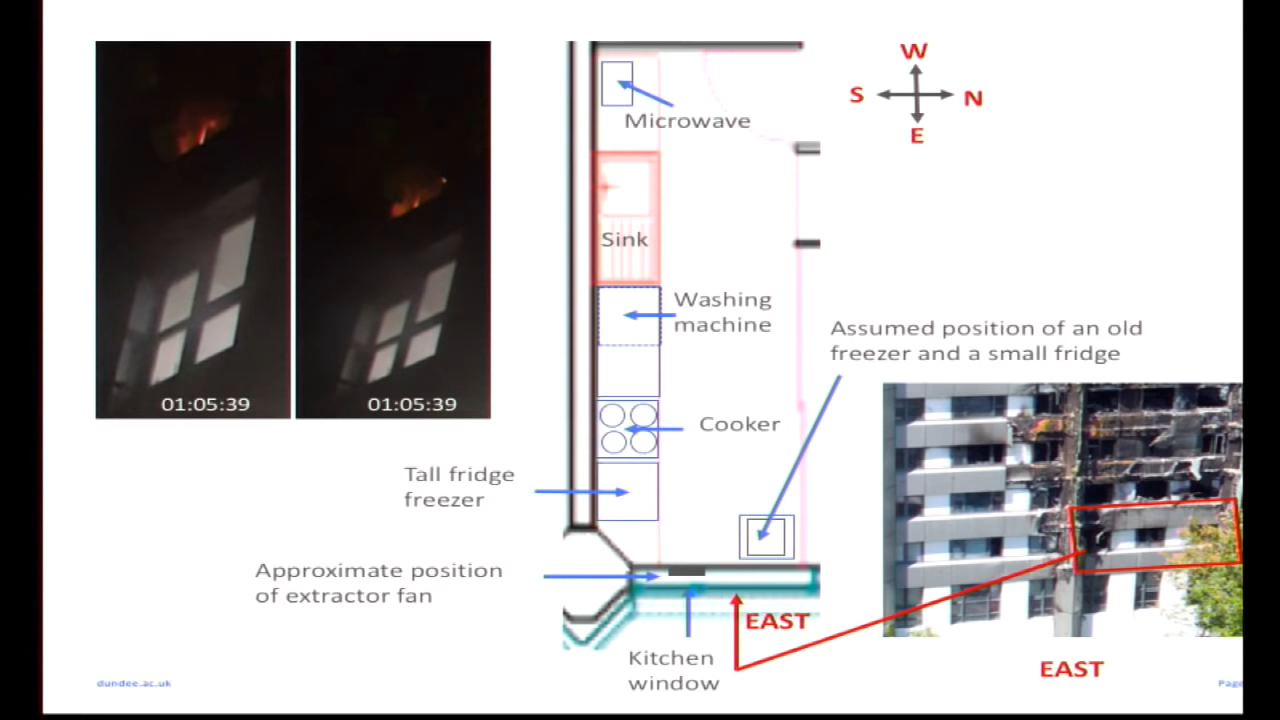 W
S
N
E
Microwave
Sink
Washing
machine
Assumed position of an old
freezer and a small fridge
01:05:39
01:05:39
Cooker
Tall fridge
freezer
Approximate position
of extractor fan
EAST
Kitchen
window
EAST
dundee.ac.uk
Page